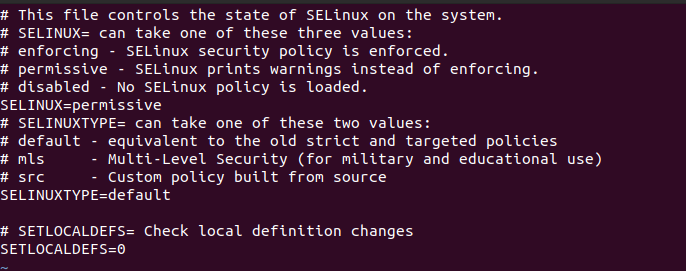 # This file controls the state of SELinux on the system.
# SELINUX= can take one of these three values:
# enforcing - SELinux security policy is enforced.
# permissive - SELinux prints warnings instead of enforcing.
# disabled - No SELinux policy is loaded.
SELINUX=permissive
# SELINUXTYPE= can take one of these two values:
# default - equivalent to the old strict and targeted policies
# mls     - Multi-Level Security (for military and educational use)
# src     - Custom policy built from source
SELINUXTYPE=default

# SETLOCALDEFS= Check local definition changes
SETLOCALDEFS=0
~